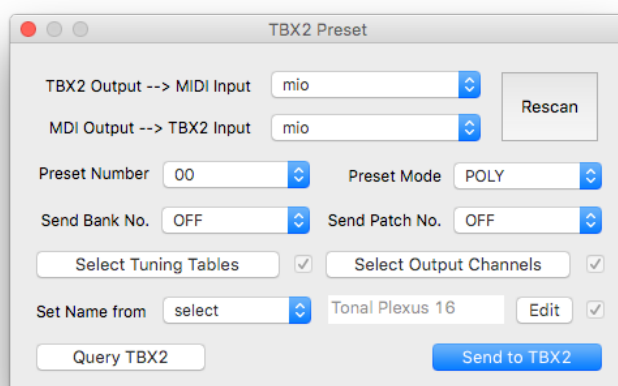 TBX2 Preset
TBX2 Output --> MIDI Input mio
Rescan
MDI Output --> TBX2 Input mio
Preset Number 00 Preset Mode POLY
Send Bank No. OFF Send Patch No. OFF
Select Tuning Tables Select Output Channels
Set Name from select Tonal Plexus 16 Edit
Query TBX2 Send to TBX2